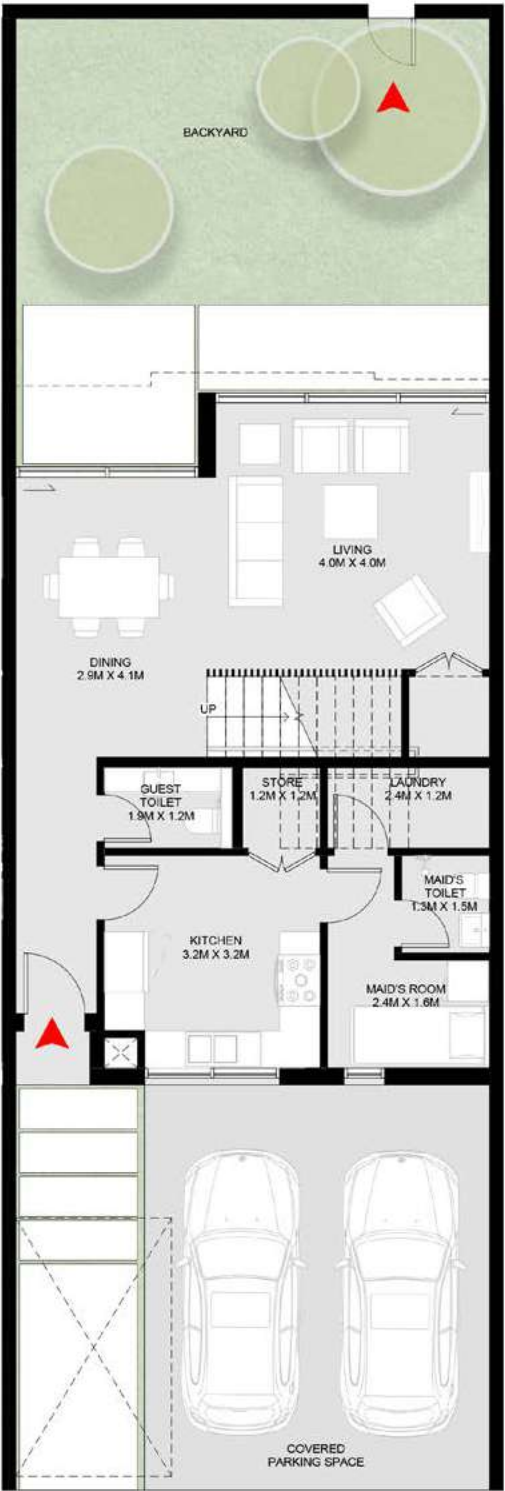 BACKYARD
LIVING
4.0M X 4.0M
DINING
2.9M X 4.1M
UP
GUEST
TOILET
1.9M X 1.2M
STORE
1.2M X 1.2M
LAUNDRY
2.4M X 1.2M
MAID'S
TOILET
1.3M X 1.5M
KITCHEN
3.2M X 3.2M
MAID'S ROOM
2.4M X 1.6M
COVERED
PARKING SPACE